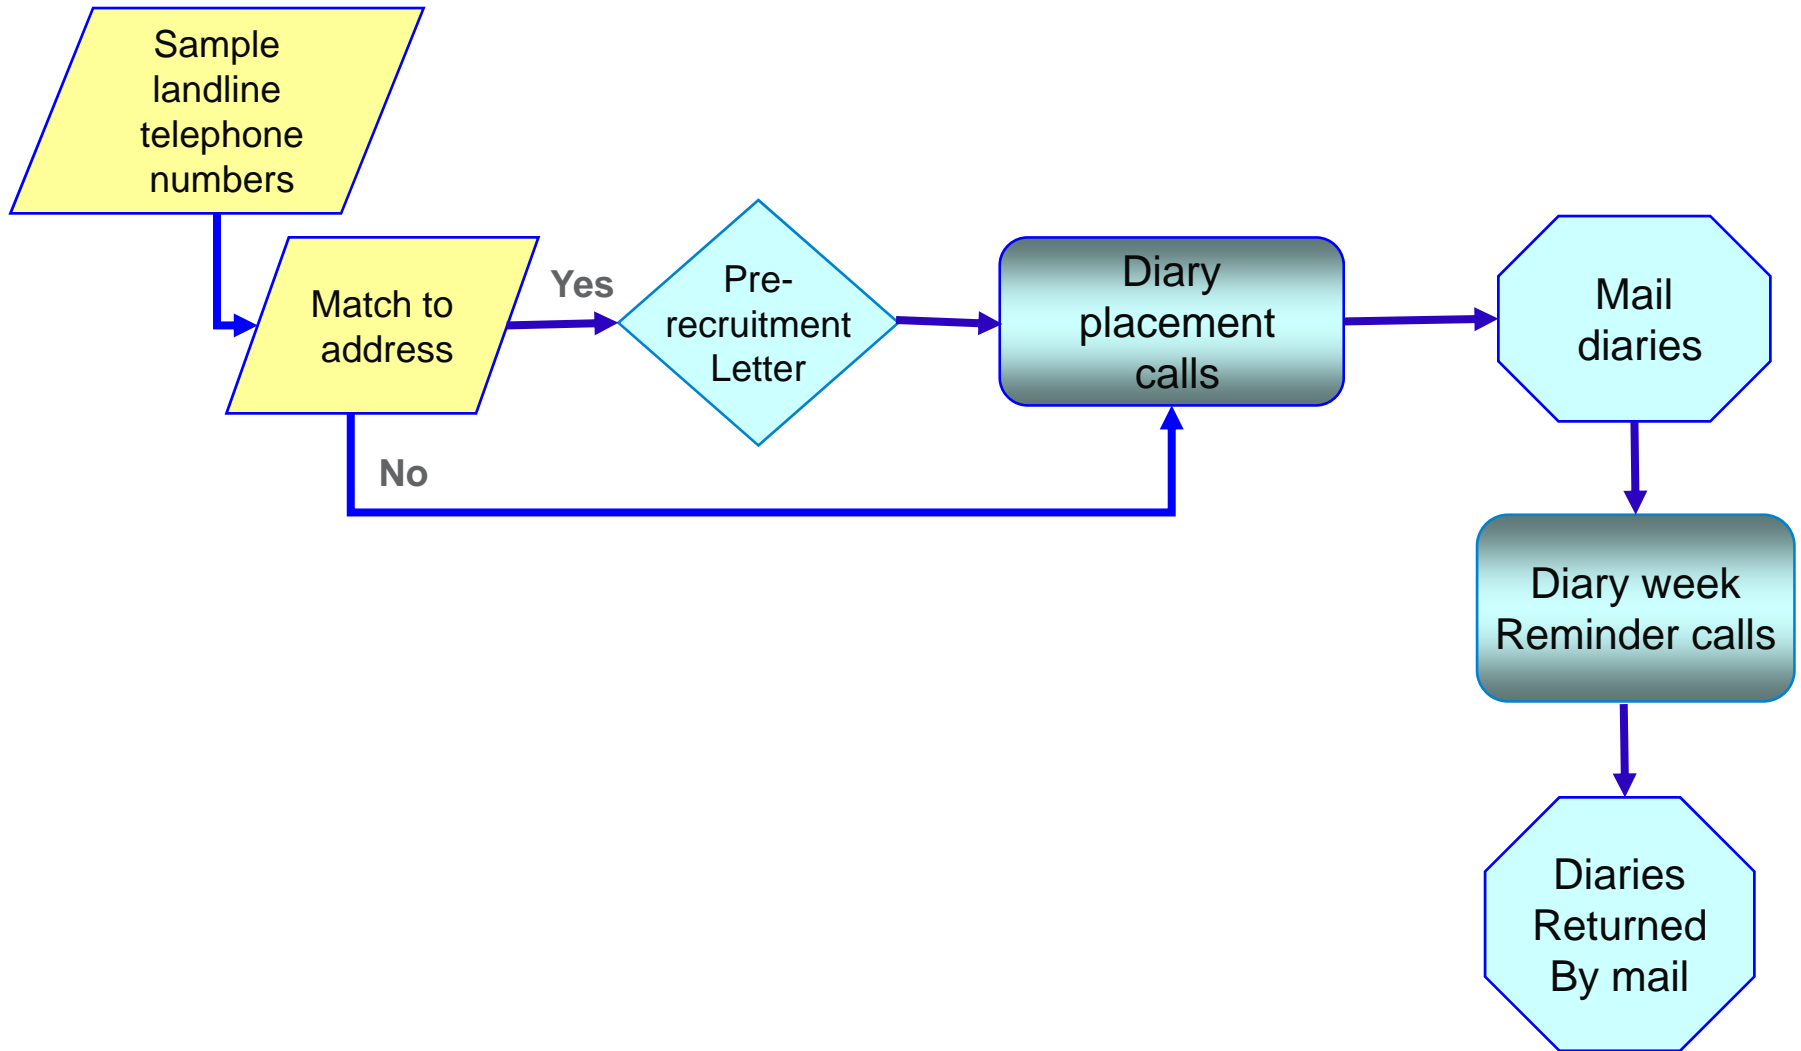 Sample
landline
telephone
numbers
Match to
address
Yes
No
Pre-
recruitment
Letter
Diary
placement
calls
Mail
diaries
Diary week
Reminder calls
Diaries
Returned
By mail